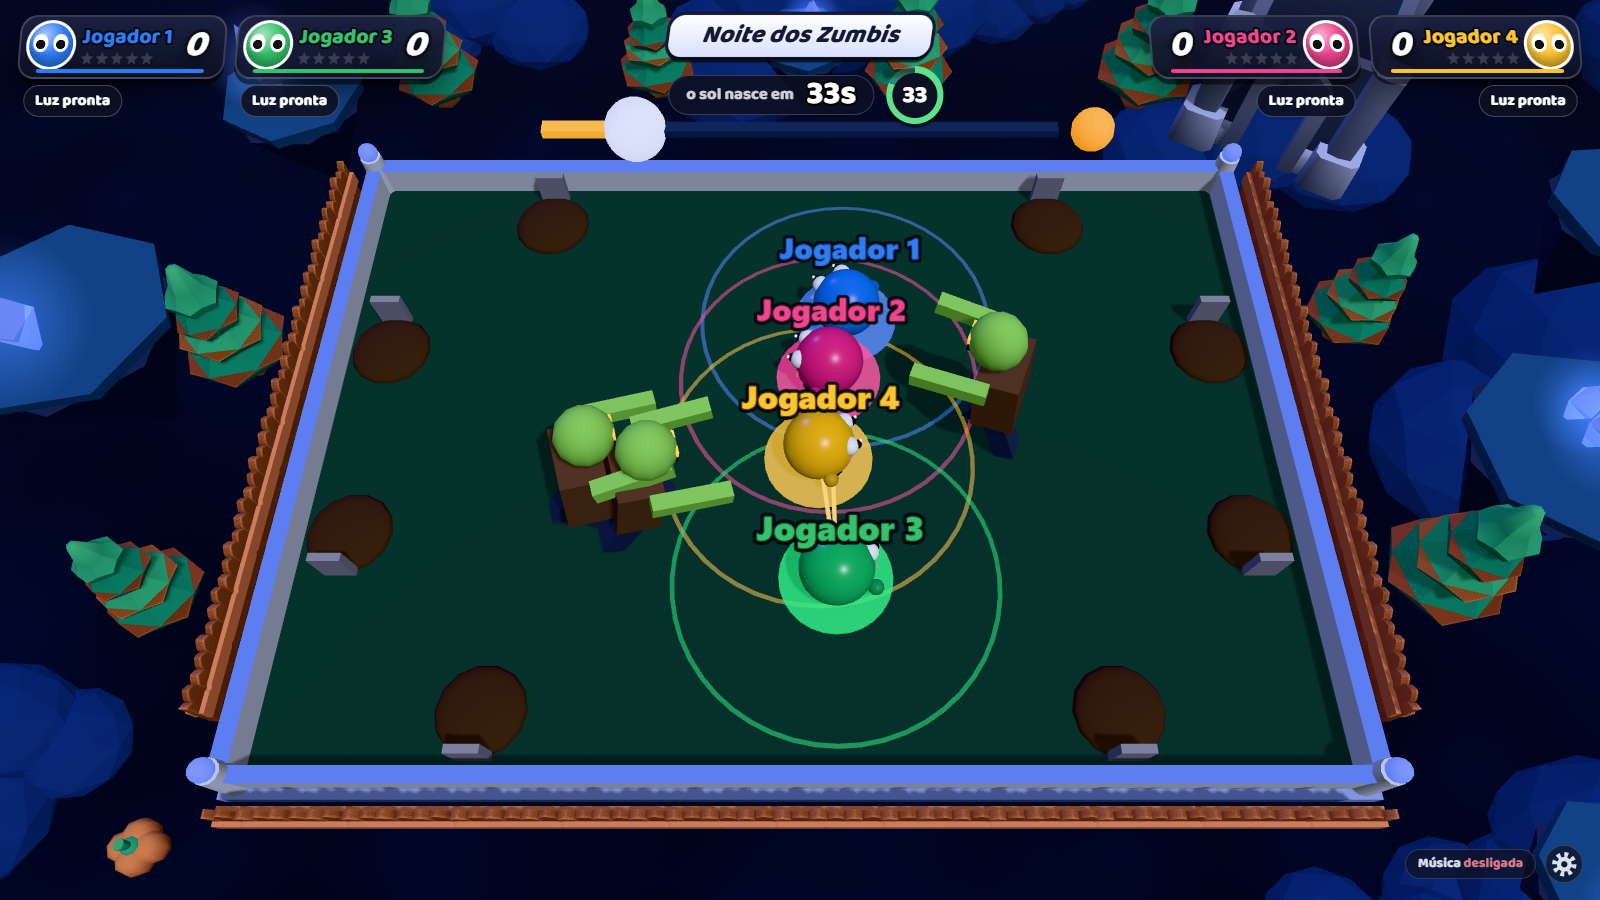 Jogador 1 0
Jogador 3 0
Noite dos Zumbis
0 Jogador 2
0 Jogador 4
Luz pronta
Luz pronta
o sol nasce em 33s
33
Luz pronta
Luz pronta
Jogador 1
Jogador 2
Jogador 4
Jogador 3
Música desligada